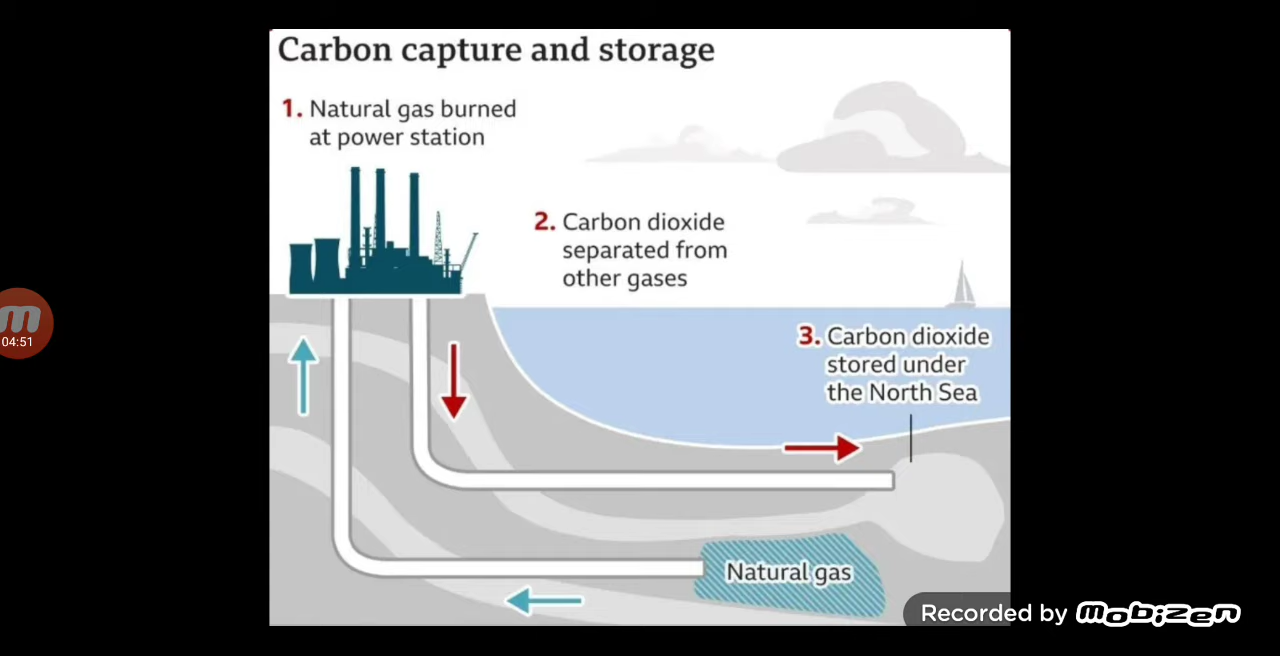 Carbon capture and storage
1. Natural gas burned
at power station
2. Carbon dioxide
separated from
other gases
3. Carbon dioxide
stored under
the North Sea
04:51
Natural gas
Recorded by mobizen